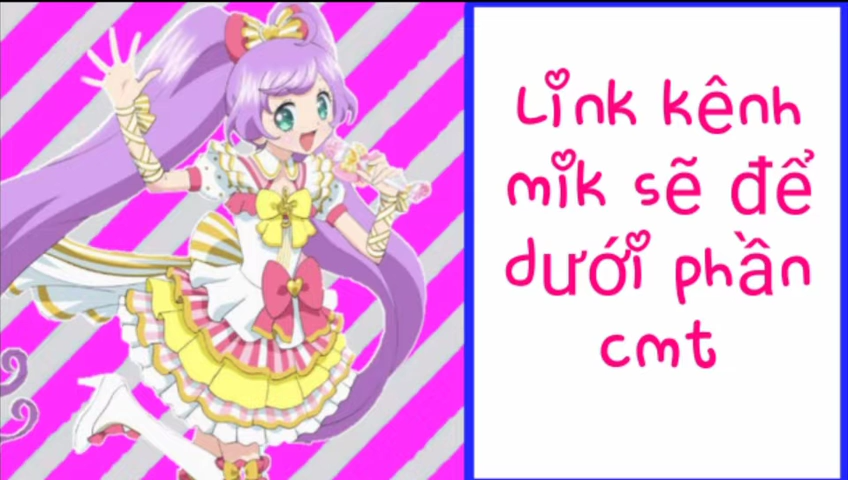 Link kênh
mik sẽ để
dưới phần
cmt